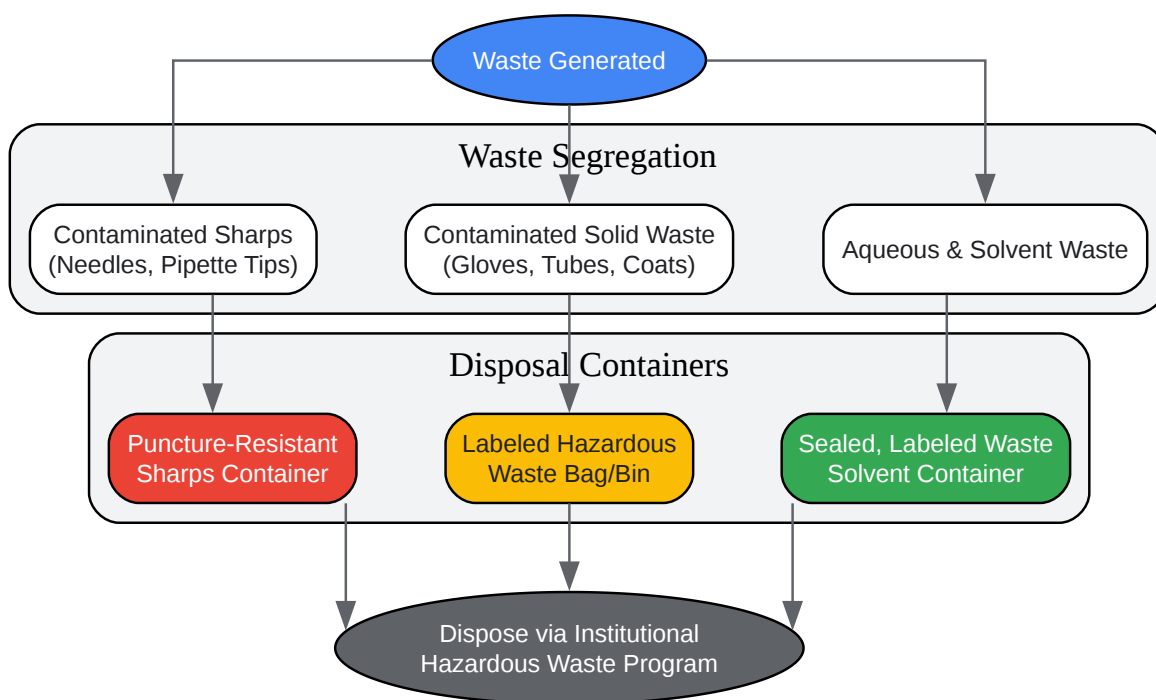 Waste Generated
Waste Segregation
Contaminated Sharps
(Needles, Pipette Tips)
Contaminated Solid Waste
(Gloves, Tubes, Coats)
Aqueous & Solvent Waste
Disposal Containers
Puncture-Resistant
Sharps Container
Labeled Hazardous
Waste Bag/Bin
Sealed, Labeled Waste
Solvent Container
Dispose via Institutional
Hazardous Waste Program